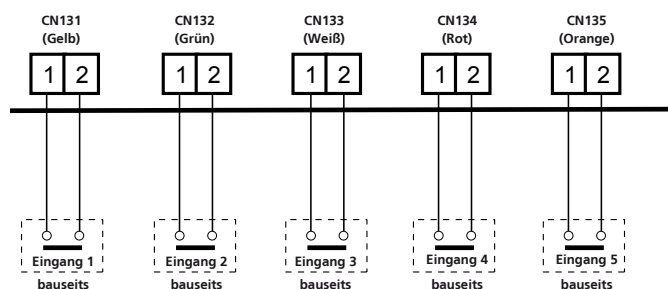 CN131 CN132 CN133 CN134 CN135
(Gelb) (Grün) (Weiß) (Rot) (Orange)
1 2 1 2 1 2 1 2 1 2
Eingang 1 Eingang 2 Eingang 3 Eingang 4 Eingang 5
bauseits bauseits bauseits bauseits bauseits